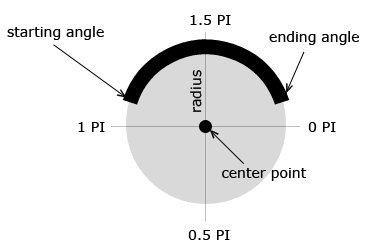 1.5 PI
starting angle
ending angle
radius
1 PI
0 PI
center point
0.5 PI